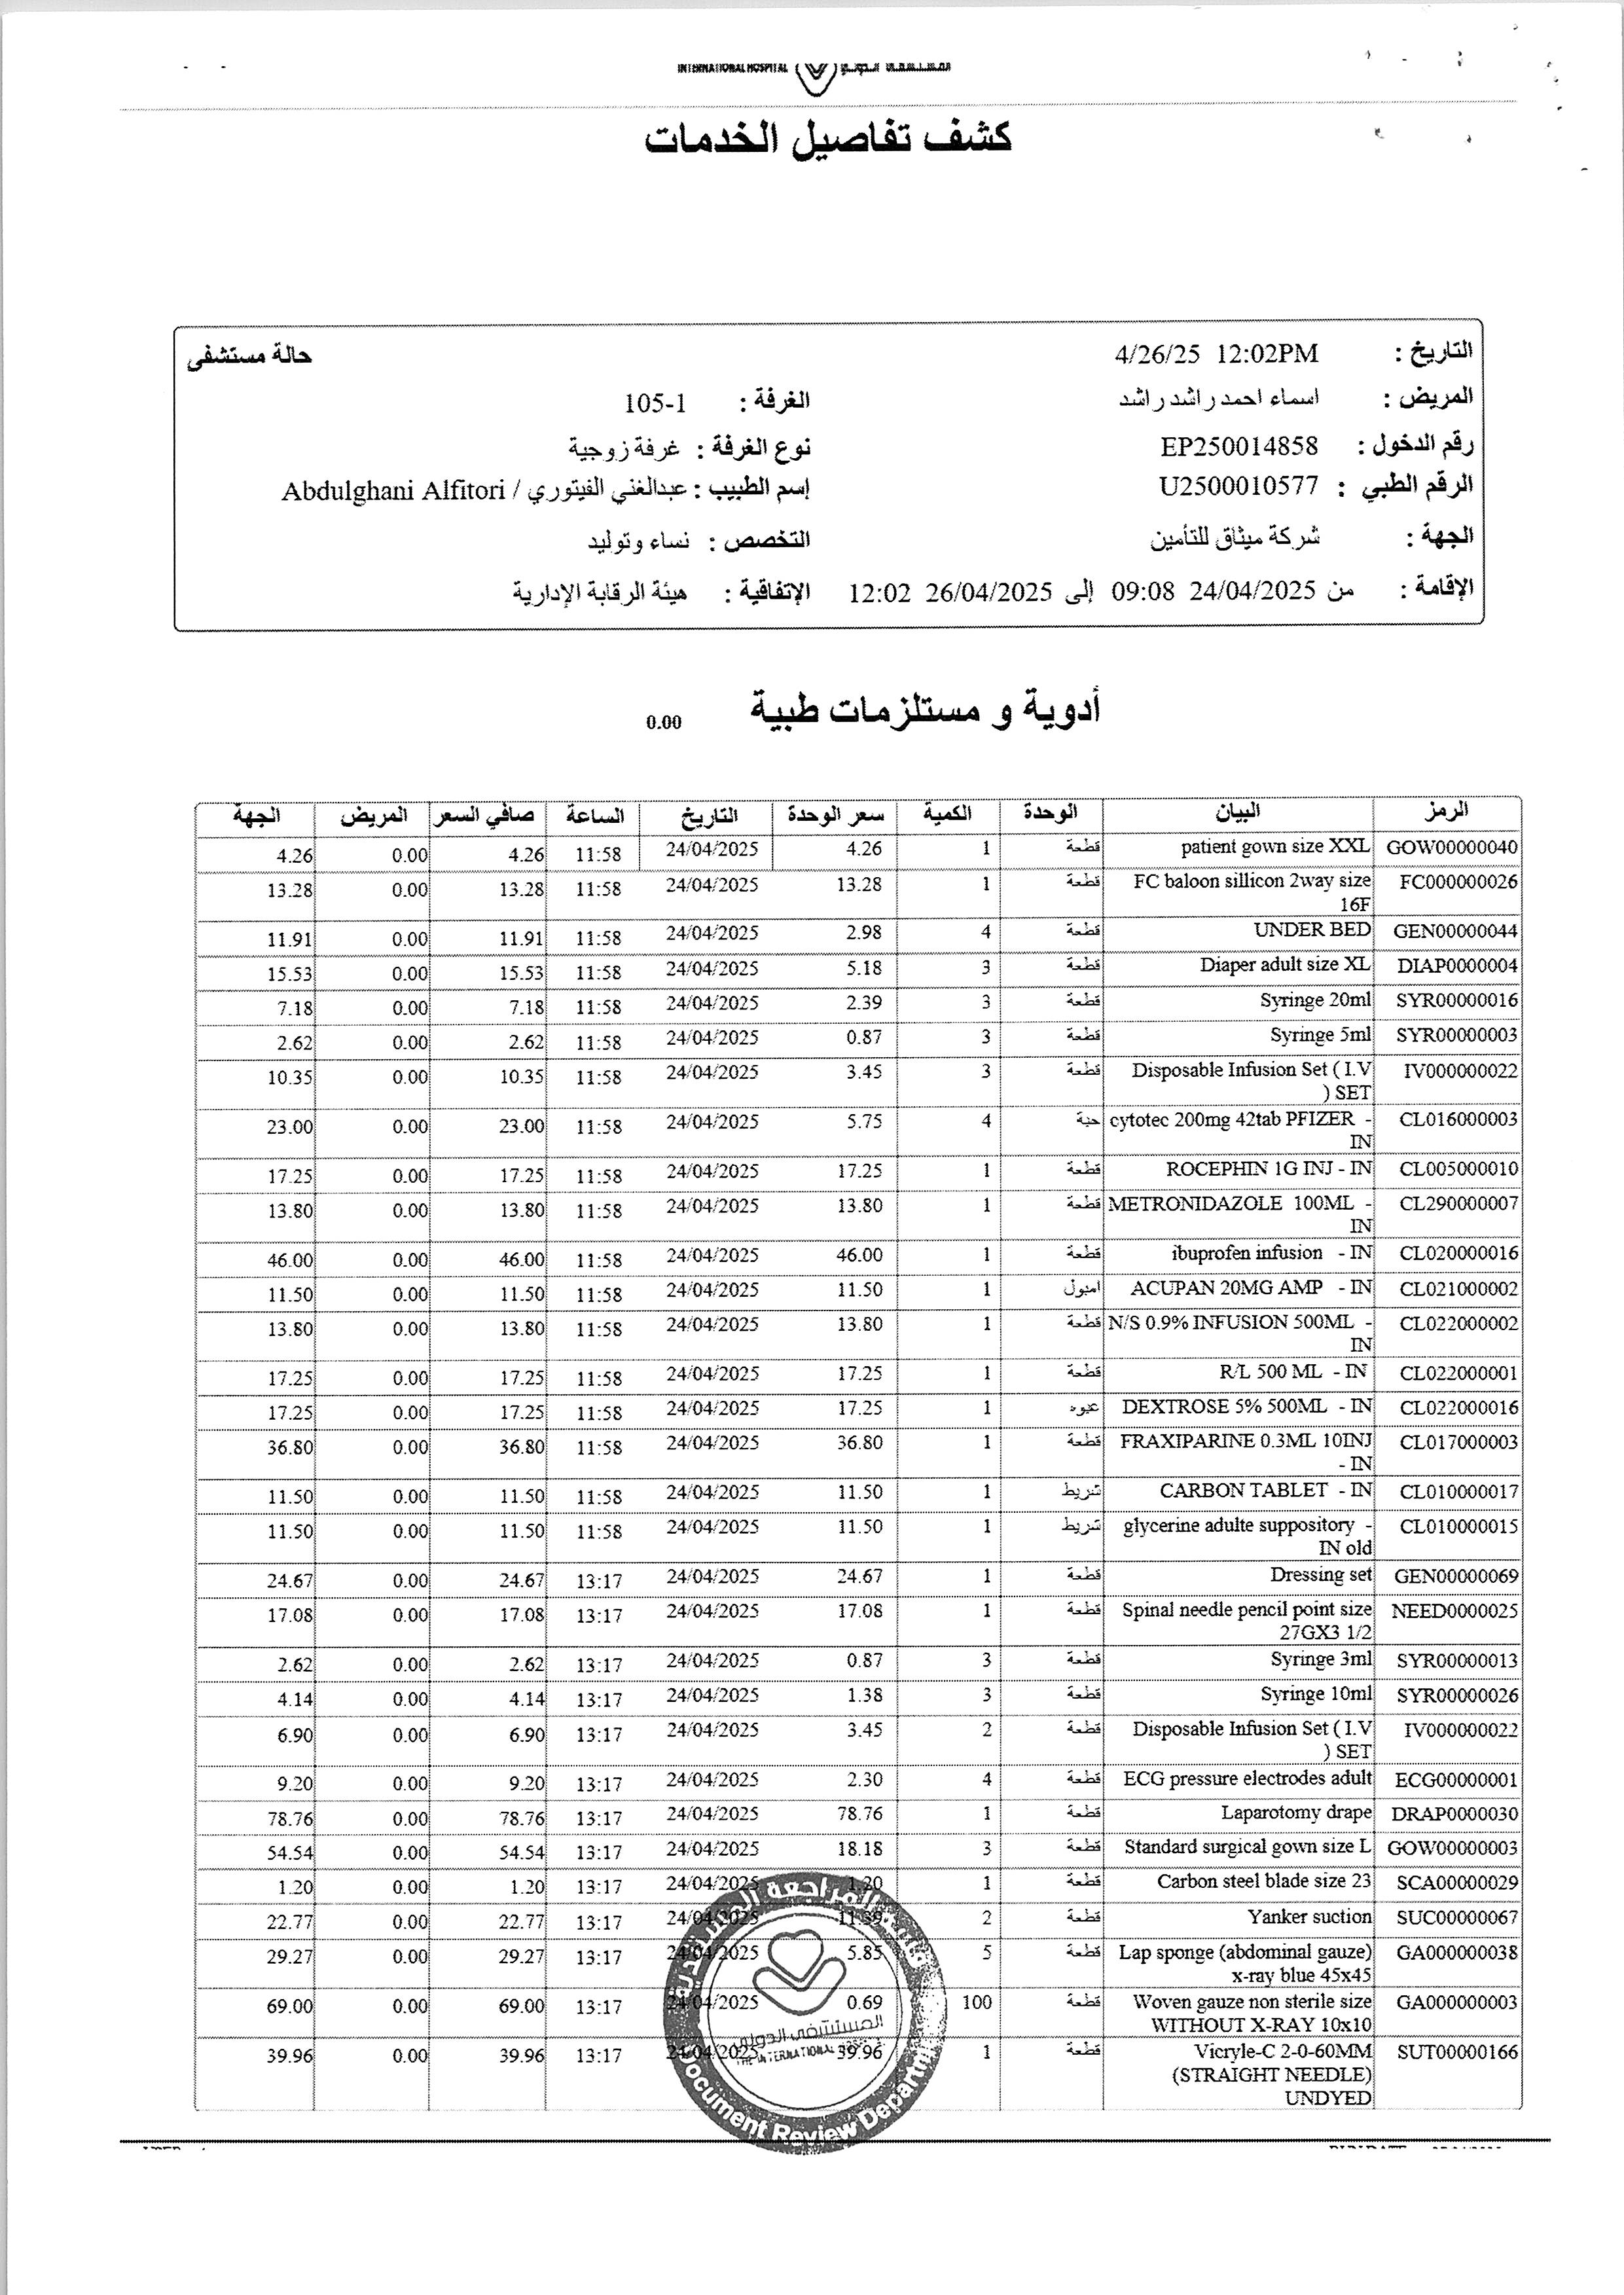 INTERNATIONAL HOSPITAL
كشف تفاصيل الخدمات
التاريخ : 4/26/25 12:02PM حالة مستشفى
المريض : اسماء احمد راشد راشد الغرفة : 105-1
رقم الدخول : EP250014858 نوع الغرفة : غرفة زوجية
الرقم الطبي : U2500010577 إسم الطبيب : عبدالغني الفيتوري / Abdulghani Alfitori
الجهة : شركة ميثاق للتأمين التخصص : نساء وتوليد
الإقامة : من 24/04/2025 09:08 إلى 26/04/2025 12:02 الإتفاقية : هيئة الرقابة الإدارية
أدوية و مستلزمات طبية 0.00
الرمز البيان الوحدة الكمية سعر الوحدة التاريخ الساعة صافي السعر المريض الجهة
GOW00000040 patient gown size XXL قطعة 1 4.26 24/04/2025 11:58 4.26 0.00 4.26
FC000000026 FC baloon sillicon 2way size قطعة 1 13.28 24/04/2025 11:58 13.28 0.00 13.28
16F
GEN00000044 UNDER BED قطعة 4 2.98 24/04/2025 11:58 11.91 0.00 11.91
DIAP0000004 Diaper adult size XL قطعة 3 5.18 24/04/2025 11:58 15.53 0.00 15.53
SYR00000016 Syringe 20ml قطعة 3 2.39 24/04/2025 11:58 7.18 0.00 7.18
SYR00000003 Syringe 5ml قطعة 3 0.87 24/04/2025 11:58 2.62 0.00 2.62
IV000000022 Disposable Infusion Set ( I.V قطعة 3 3.45 24/04/2025 11:58 10.35 0.00 10.35
) SET
CL016000003 cytotec 200mg 42tab PFIZER - حبة 4 5.75 24/04/2025 11:58 23.00 0.00 23.00
IN
CL005000010 ROCEPHIN 1G INJ - IN قطعة 1 17.25 24/04/2025 11:58 17.25 0.00 17.25
CL290000007 METRONIDAZOLE 100ML - قطعة 1 13.80 24/04/2025 11:58 13.80 0.00 13.80
IN
CL020000016 ibuprofen infusion - IN قطعة 1 46.00 24/04/2025 11:58 46.00 0.00 46.00
CL021000002 ACUPAN 20MG AMP - IN امبول 1 11.50 24/04/2025 11:58 11.50 0.00 11.50
CL022000002 N/S 0.9% INFUSION 500ML - قطعة 1 13.80 24/04/2025 11:58 13.80 0.00 13.80
IN
CL022000001 R/L 500 ML - IN قطعة 1 17.25 24/04/2025 11:58 17.25 0.00 17.25
CL022000016 DEXTROSE 5% 500ML - IN عبود 1 17.25 24/04/2025 11:58 17.25 0.00 17.25
CL017000003 FRAXIPARINE 0.3ML 10INJ قطعة 1 36.80 24/04/2025 11:58 36.80 0.00 36.80
- IN
CL010000017 CARBON TABLET - IN شريط 1 11.50 24/04/2025 11:58 11.50 0.00 11.50
CL010000015 glycerine adulte suppository - شريط 1 11.50 24/04/2025 11:58 11.50 0.00 11.50
IN old
GEN00000069 Dressing set قطعة 1 24.67 24/04/2025 13:17 24.67 0.00 24.67
NEED0000025 Spinal needle pencil point size قطعة 1 17.08 24/04/2025 13:17 17.08 0.00 17.08
27GX3 1/2
SYR00000013 Syringe 3ml قطعة 3 0.87 24/04/2025 13:17 2.62 0.00 2.62
SYR00000026 Syringe 10ml قطعة 3 1.38 24/04/2025 13:17 4.14 0.00 4.14
IV000000022 Disposable Infusion Set ( I.V قطعة 2 3.45 24/04/2025 13:17 6.90 0.00 6.90
) SET
ECG00000001 ECG pressure electrodes adult قطعة 4 2.30 24/04/2025 13:17 9.20 0.00 9.20
DRAP0000030 Laparotomy drape قطعة 1 78.76 24/04/2025 13:17 78.76 0.00 78.76
GOW00000003 Standard surgical gown size L قطعة 3 18.18 24/04/2025 13:17 54.54 0.00 54.54
SCA00000029 Carbon steel blade size 23 قطعة 1 1.20 24/04/2025 13:17 1.20 0.00 1.20
SUC00000067 Yanker suction قطعة 2 11.39 24/04/2025 13:17 22.77 0.00 22.77
GA000000038 Lap sponge (abdominal gauze) قطعة 5 5.85 24/04/2025 13:17 29.27 0.00 29.27
x-ray blue 45x45
GA000000003 Woven gauze non sterile size قطعة 100 0.69 24/04/2025 13:17 69.00 0.00 69.00
WITHOUT X-RAY 10x10
SUT00000166 Vicryle-C 2-0-60MM قطعة 1 39.96 24/04/2025 13:17 39.96 0.00 39.96
(STRAIGHT NEEDLE)
UNDYED
المستشفى الدولي
THE INTERNATIONAL
Document Review Department